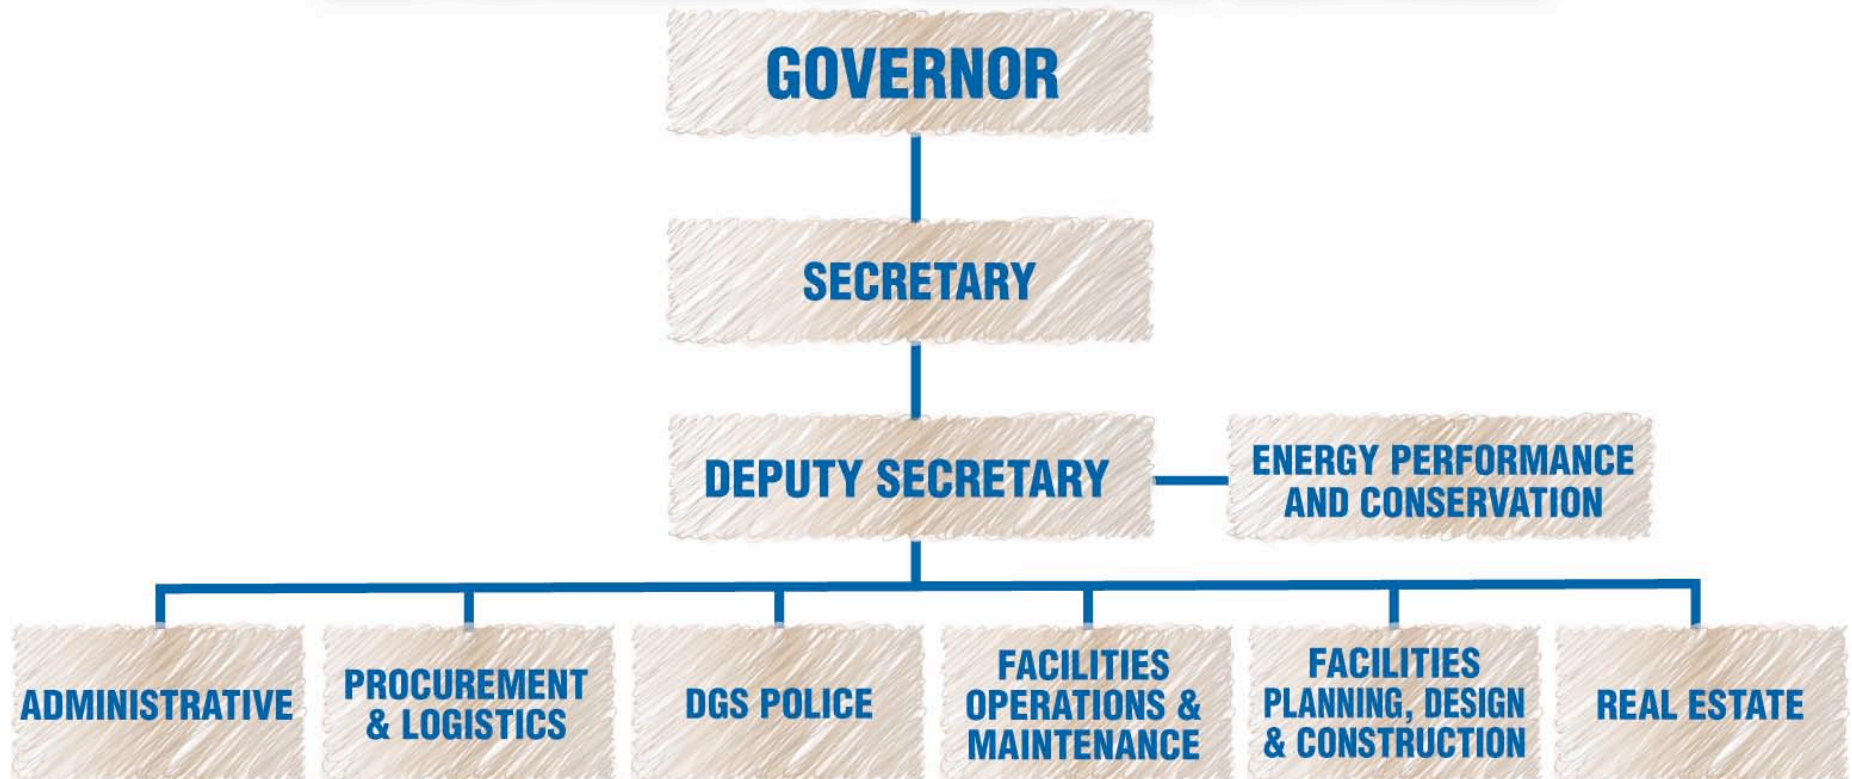 GOVERNOR
SECRETARY
DEPUTY SECRETARY
ENERGY PERFORMANCE
AND CONSERVATION
ADMINISTRATIVE
PROCUREMENT
& LOGISTICS
DGS POLICE
FACILITIES
OPERATIONS &
MAINTENANCE
FACILITIES
PLANNING, DESIGN
& CONSTRUCTION
REAL ESTATE